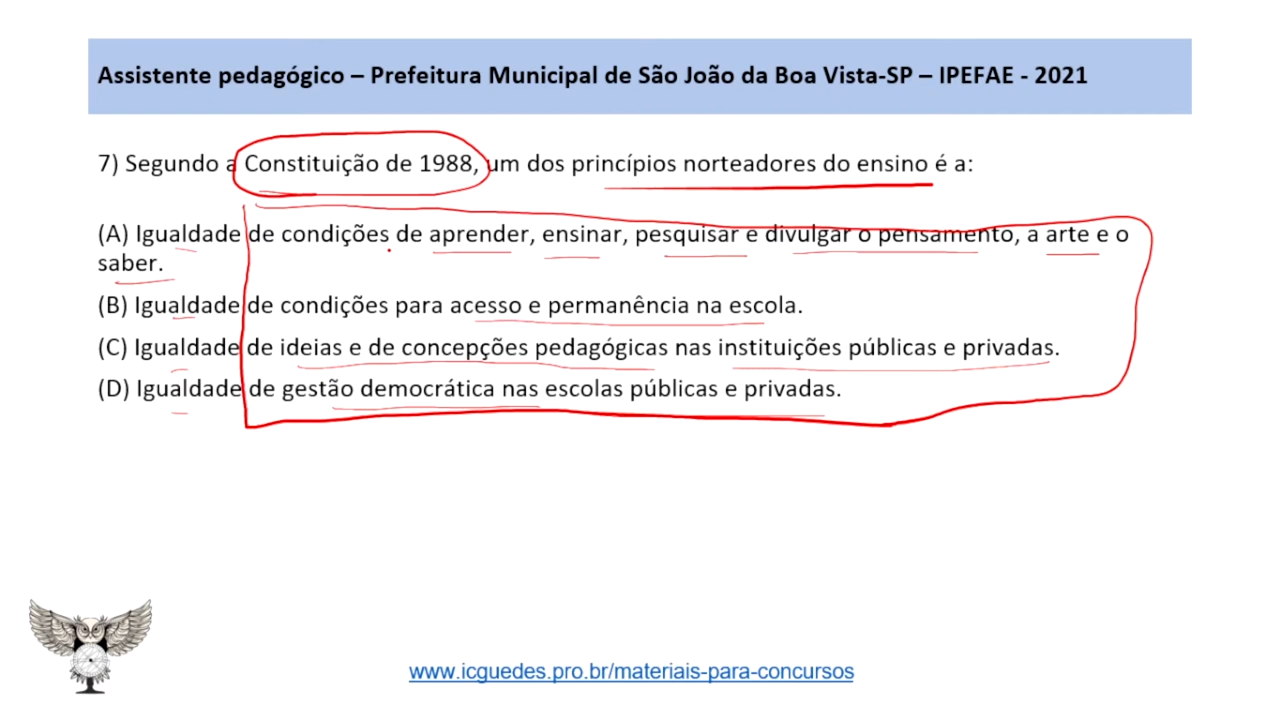 Assistente pedagógico – Prefeitura Municipal de São João da Boa Vista-SP – IPEFAE - 2021
7) Segundo a Constituição de 1988, um dos princípios norteadores do ensino é a:
(A) Igualdade de condições de aprender, ensinar, pesquisar e divulgar o pensamento, a arte e o
saber.
(B) Igualdade de condições para acesso e permanência na escola.
(C) Igualdade de ideias e de concepções pedagógicas nas instituições públicas e privadas.
(D) Igualdade de gestão democrática nas escolas públicas e privadas.
www.icguedes.pro.br/materiais-para-concursos